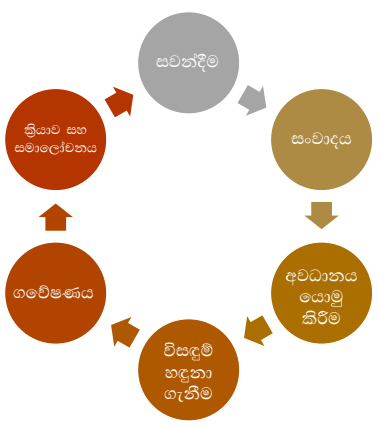 සවන්දීම
සංවාදය
අවධානය
යොමු
කිරීම
විසඳුම්
හඳුනා
ගැනීම
ගවේෂණය
ක්‍රියාව සහ
සමාලෝචනය